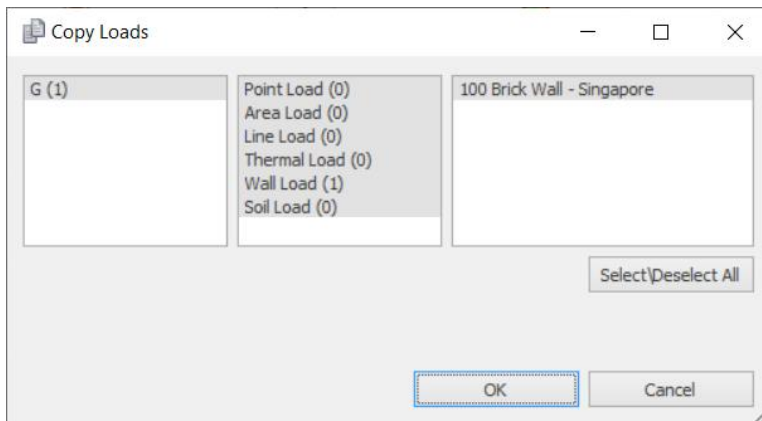 Copy Loads
G (1)
Point Load (0)
Area Load (0)
Line Load (0)
Thermal Load (0)
Wall Load (1)
Soil Load (0)
100 Brick Wall - Singapore
Select\Deselect All
OK
Cancel